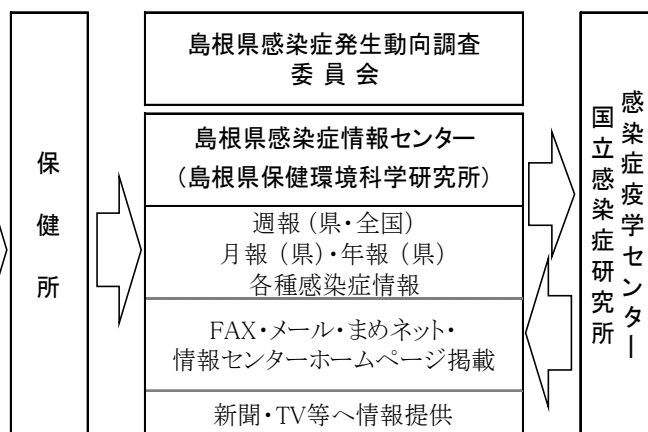 保健所
島根県感染症発生動向調査
委 員 会
島根県感染症情報センター
（島根県保健環境科学研究所）
週報（県・全国）
月報（県）・年報（県）
各種感染症情報
FAX・メール・まめネット・
情報センターホームページ掲載
新聞・TV等へ情報提供
感染症疫学センター
国立感染症研究所